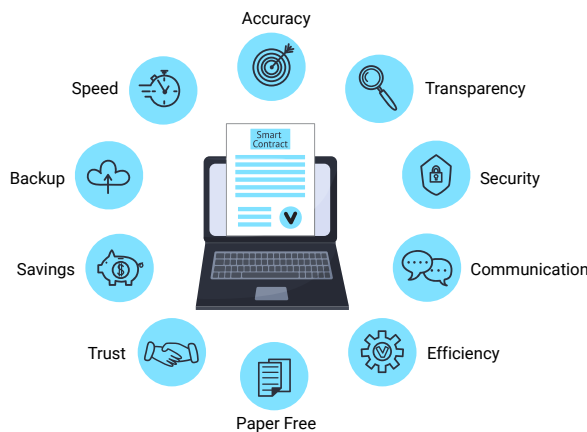 Accuracy
Speed
Transparency
Smart
Contract
Backup
Security
Savings
Communication
Trust
Efficiency
Paper Free